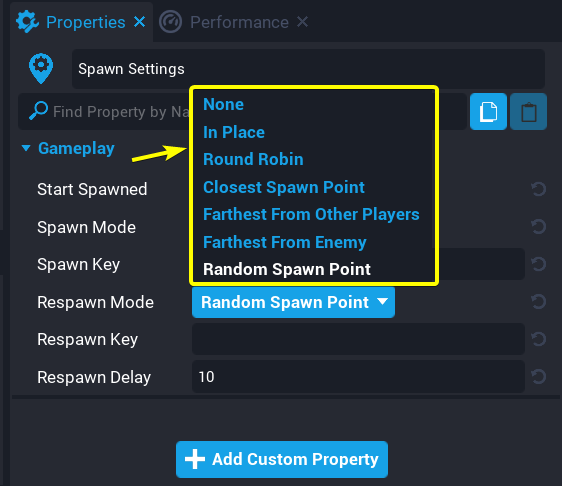 Properties
Performance
Spawn Settings
Find Property by Na
None
In Place
Round Robin
Closest Spawn Point
Farthest From Other Players
Farthest From Enemy
Random Spawn Point
Gameplay
Start Spawned
Spawn Mode
Spawn Key
Respawn Mode
Random Spawn Point
Respawn Key
Respawn Delay
10
Add Custom Property